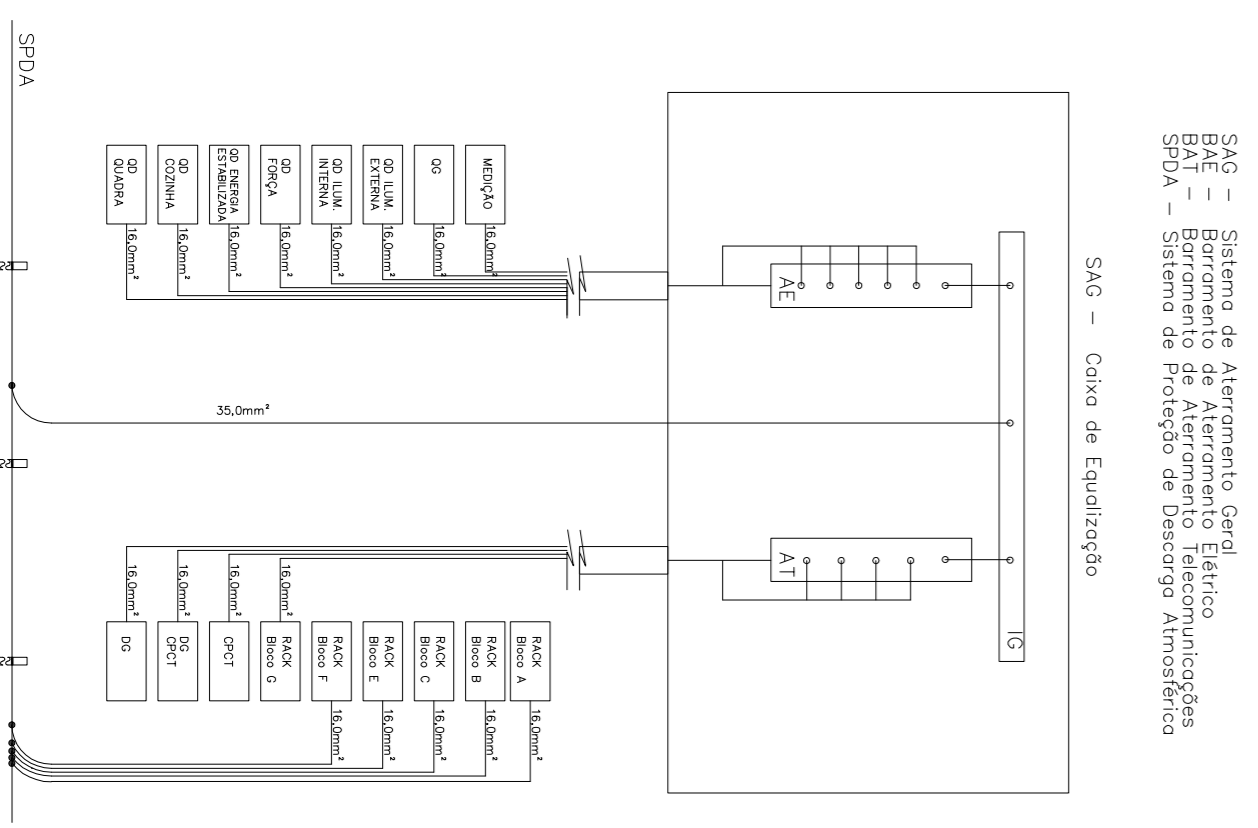 SAG - Sistema de Aterramento Geral
BAE - Barramento de Aterramento Elétrico
BAT - Barramento de Aterramento Telecomunicações
SPDA - Sistema de Proteção de Descarga Atmosférica
SAG - Caixa de Equalização
IG
AE
AT
MEDIÇÃO
16,0mm²
QG
16,0mm²
QD ILUM.
EXTERNA
16,0mm²
QD ILUM.
INTERNA
16,0mm²
QD
FORÇA
16,0mm²
QD ENERGIA
ESTABILIZADA
16,0mm²
QD
COZINHA
16,0mm²
QD
QUADRA
16,0mm²
35,0mm²
RACK
Bloco A
16,0mm²
RACK
Bloco B
16,0mm²
RACK
Bloco C
16,0mm²
RACK
Bloco E
16,0mm²
RACK
Bloco F
16,0mm²
RACK
Bloco G
16,0mm²
CPCT
16,0mm²
DG
CPCT
16,0mm²
DG
16,0mm²
SPDA